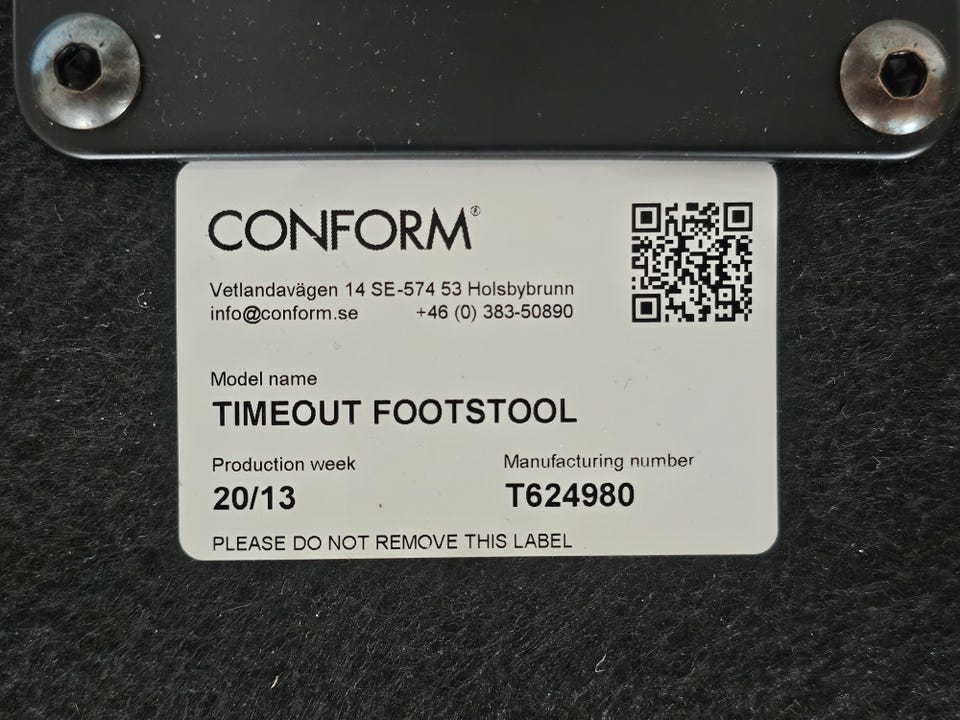 CONFORM®
Vetlandavägen 14 SE-574 53 Holsbybrunn
info@conform.se +46 (0) 383-50890
Model name
TIMEOUT FOOTSTOOL
Production week Manufacturing number
20/13 T624980
PLEASE DO NOT REMOVE THIS LABEL